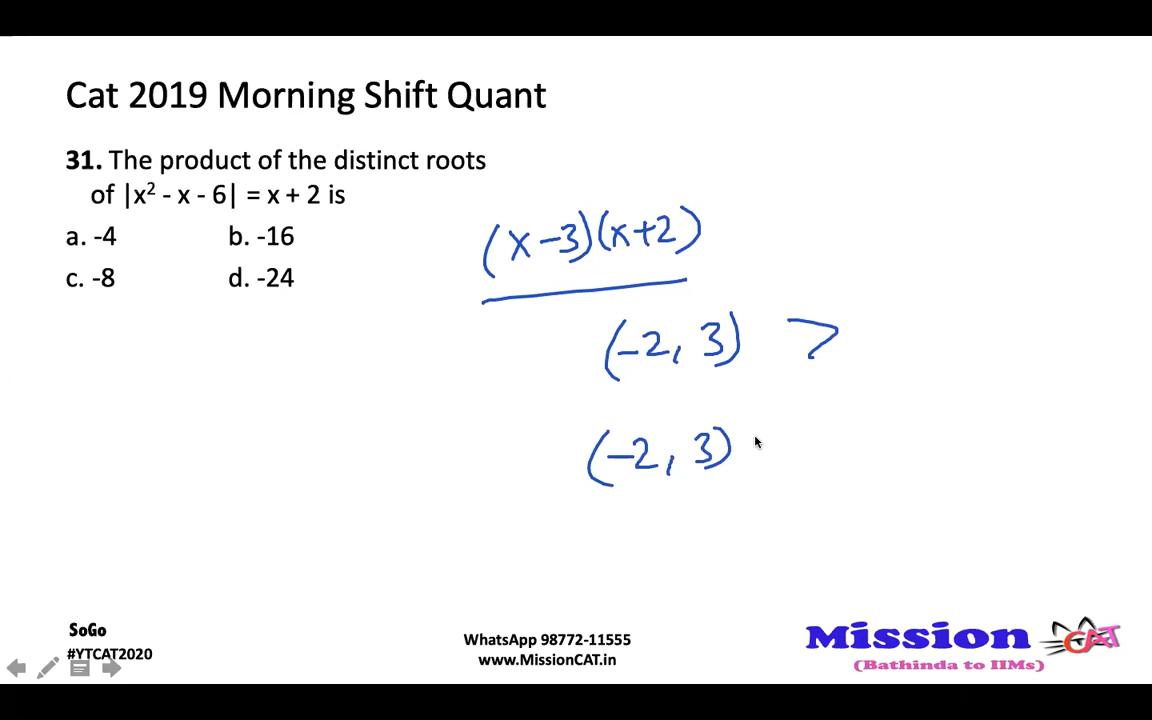 Cat 2019 Morning Shift Quant
31. The product of the distinct roots
of |x² - x - 6| = x + 2 is
a. -4 b. -16
c. -8 d. -24
(x-3)(x+2)
(-2, 3) >
(-2, 3)
SoGo
#YTCAT2020
WhatsApp 98772-11555
www.MissionCAT.in
Mission CAT
(Bathinda to IIMs)